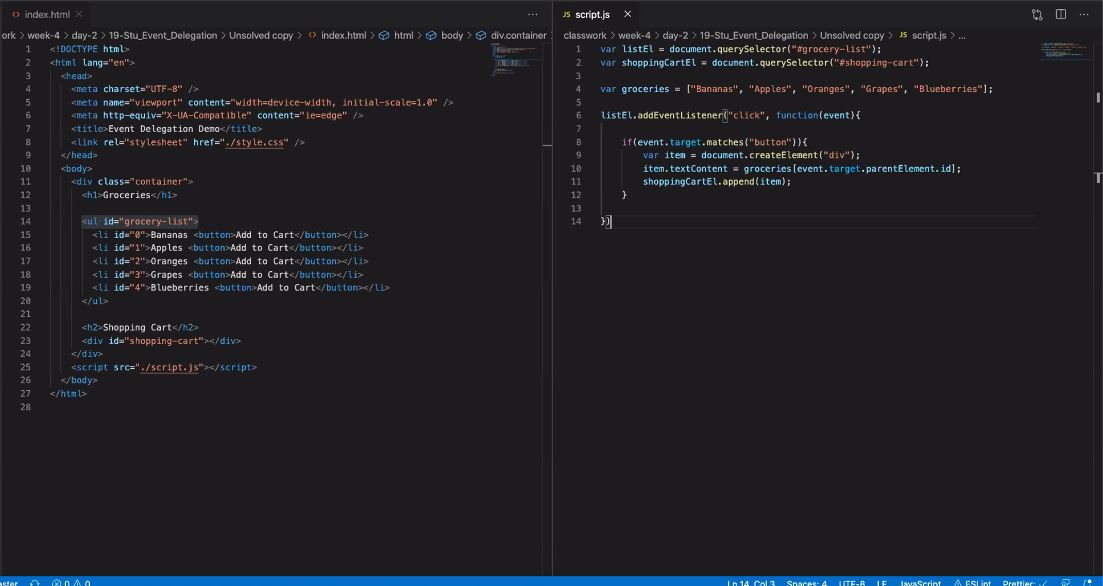 index.html
work > week-4 > day-2 > 19-Stu_Event_Delegation > Unsolved copy > index.html > html > body > div.container
1 <!DOCTYPE html>
2 <html lang="en">
3 <head>
4 <meta charset="UTF-8" />
5 <meta name="viewport" content="width=device-width, initial-scale=1.0" />
6 <meta http-equiv="X-UA-Compatible" content="ie=edge" />
7 <title>Event Delegation Demo</title>
8 <link rel="stylesheet" href="./style.css" />
9 </head>
10 <body>
11 <div class="container">
12 <h1>Groceries</h1>
13
14 <ul id="grocery-list">
15 <li id="0">Bananas <button>Add to Cart</button></li>
16 <li id="1">Apples <button>Add to Cart</button></li>
17 <li id="2">Oranges <button>Add to Cart</button></li>
18 <li id="3">Grapes <button>Add to Cart</button></li>
19 <li id="4">Blueberries <button>Add to Cart</button></li>
20 </ul>
21
22 <h2>Shopping Cart</h2>
23 <div id="shopping-cart"></div>
24 </div>
25 <script src="./script.js"></script>
26 </body>
27 </html>
28
JS script.js
classwork > week-4 > day-2 > 19-Stu_Event_Delegation > Unsolved copy > JS script.js > ...
1 var listEl = document.querySelector("#grocery-list");
2 var shoppingCartEl = document.querySelector("#shopping-cart");
3
4 var groceries = ["Bananas", "Apples", "Oranges", "Grapes", "Blueberries"];
5
6 listEl.addEventListener("click", function(event){
7
8 if(event.target.matches("button")){
9 var item = document.createElement("div");
10 item.textContent = groceries[event.target.parentElement.id];
11 shoppingCartEl.append(item);
12 }
13
14 })
aster 0 0 Ln 14, Col 3 Spaces: 4 UTF-8 LF JavaScript ESLint Prettier: ✓